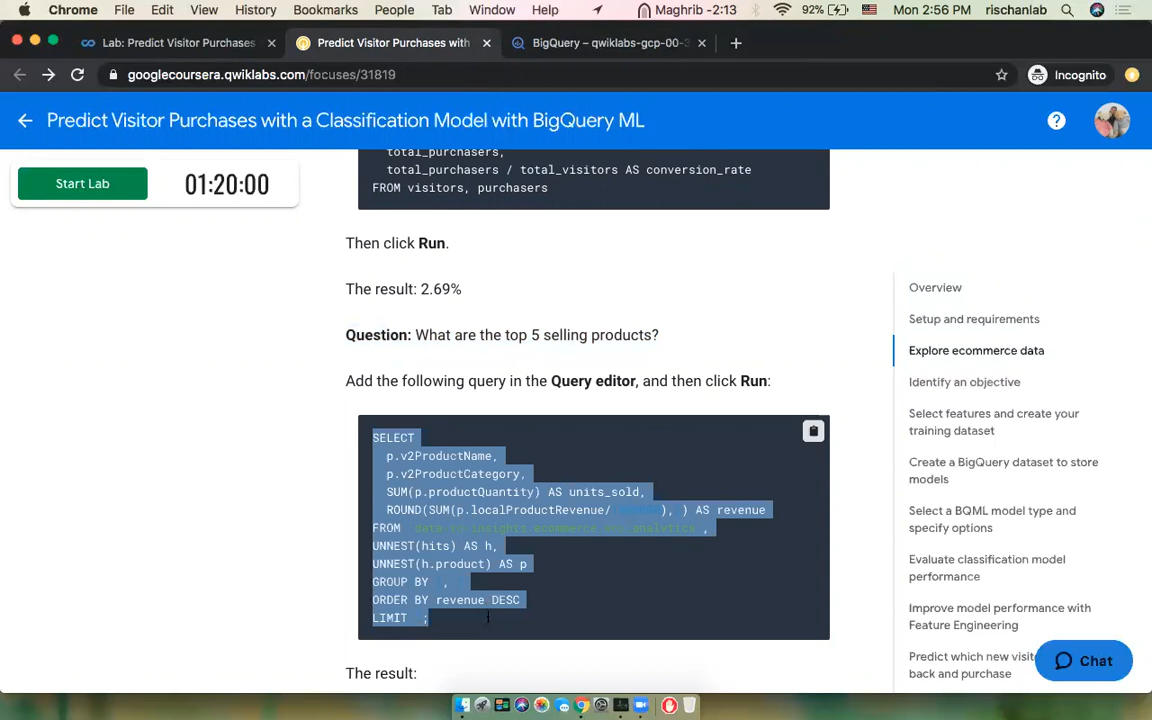 Chrome File Edit View History Bookmarks People Tab Window Help Maghrib -2:13 92% Mon 2:56 PM rischanlab
Lab: Predict Visitor Purchases
Predict Visitor Purchases with
BigQuery – qwiklabs-gcp-00-
googlecoursera.qwiklabs.com/focuses/31819
Incognito
Predict Visitor Purchases with a Classification Model with BigQuery ML
Start Lab
01:20:00
total_purchasers,
total_purchasers / total_visitors AS conversion_rate
FROM visitors, purchasers
Then click Run.
The result: 2.69%
Question: What are the top 5 selling products?
Add the following query in the Query editor, and then click Run:
SELECT
p.v2ProductName,
p.v2ProductCategory,
SUM(p.productQuantity) AS units_sold,
ROUND(SUM(p.localProductRevenue/ ), ) AS revenue
FROM ,
UNNEST(hits) AS h,
UNNEST(h.product) AS p
GROUP BY ,
ORDER BY revenue DESC
LIMIT ;
The result:
Overview
Setup and requirements
Explore ecommerce data
Identify an objective
Select features and create your
training dataset
Create a BigQuery dataset to store
models
Select a BQML model type and
specify options
Evaluate classification model
performance
Improve model performance with
Feature Engineering
Predict which new
back and purchase
Chat